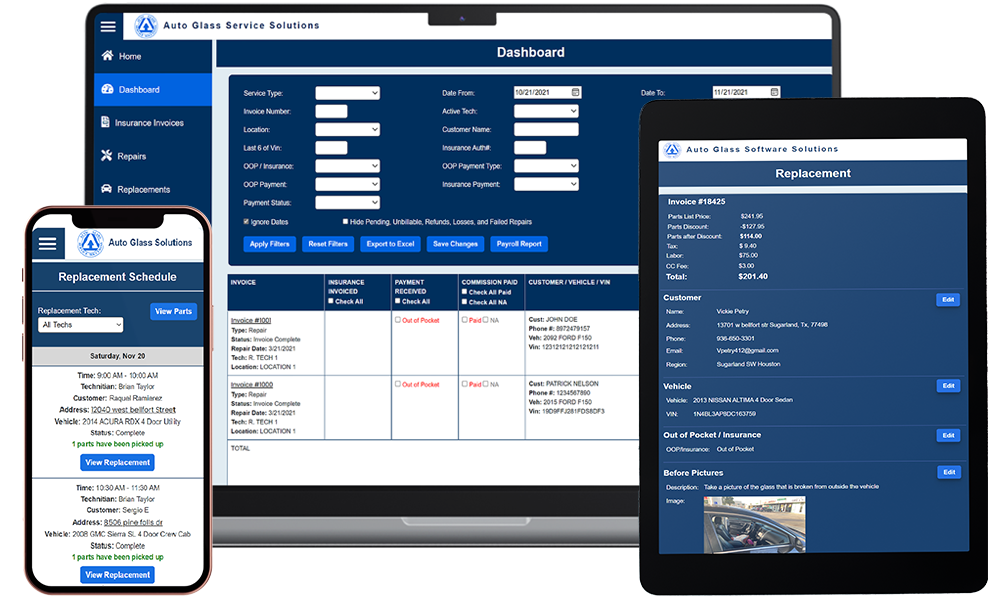 Auto Glass Service Solutions
Home
Dashboard
Insurance Invoices
Repairs
Replacements
Dashboard
Service Type:
Date From: 10/21/2021
Date To: 11/21/2021
Invoice Number:
Active Tech:
Location:
Customer Name:
Last 6 of Vin:
Insurance Auth#:
OOP / Insurance:
OOP Payment Type:
OOP Payment:
Insurance Payment:
Payment Status:
Ignore Dates
Hide Pending, Unbillable, Refunds, Losses, and Failed Repairs
Apply Filters
Reset Filters
Export to Excel
Save Changes
Payroll Report
INVOICE
INSURANCE INVOICED
Check All
PAYMENT RECEIVED
Check All
COMMISSION PAID
Check All Paid
Check All NA
CUSTOMER / VEHICLE / VIN
Invoice #1001
Type: Repair
Status: Invoice Complete
Repair Date: 3/21/2021
Tech: R. TECH 1
Location: LOCATION 1
Out of Pocket
Paid NA
Cust: JOHN DOE
Phone #: 8972479157
Veh: 2092 FORD F150
Vin: 1231212121212111
Invoice #1000
Type: Repair
Status: Invoice Complete
Repair Date: 3/21/2021
Tech: R. TECH 1
Location: LOCATION 1
Out of Pocket
Paid NA
Cust: PATRICK NELSON
Phone #: 1234567890
Veh: 2015 FORD F150
Vin: 19D9FFJ281FDS8DF3
TOTAL
Auto Glass Solutions
Replacement Schedule
Replacement Tech:
All Techs
View Parts
Saturday, Nov 20
Time: 9:00 AM - 10:00 AM
Technitian: Brian Taylor
Customer: Raquel Ramierez
Address: 12040 west bellfort Street
Vehicle: 2014 ACURA RDX 4 Door Utility
Status: Complete
1 parts have been picked up
View Replacement
Time: 10:30 AM - 11:30 AM
Technitian: Brian Taylor
Customer: Sergio E
Address: 8506 pine falls dr
Vehicle: 2008 GMC Sierra SL 4 Door Crew Cab
Status: Complete
1 parts have been picked up
View Replacement
Auto Glass Software Solutions
Replacement
Invoice #18425
Parts List Price: $241.95
Parts Discount: -$127.95
Parts after Discount: $114.00
Tax: $ 9.40
Labor: $75.00
CC Fee: $3.00
Total: $201.40
Customer
Edit
Name: Vickie Petry
Address: 13701 w bellfort str Sugarland, Tx, 77498
Phone: 936-650-3301
Email: Vpetry412@gmail.com
Region: Sugarland SW Houston
Vehicle
Edit
Vehicle: 2013 NISSAN ALTIMA 4 Door Sedan
VIN: 1N4BL3AP8DC163759
Out of Pocket / Insurance
Edit
OOP/Insurance: Out of Pocket
Before Pictures
Edit
Description: Take a picture of the glass that is broken from outside the vehicle
Image: